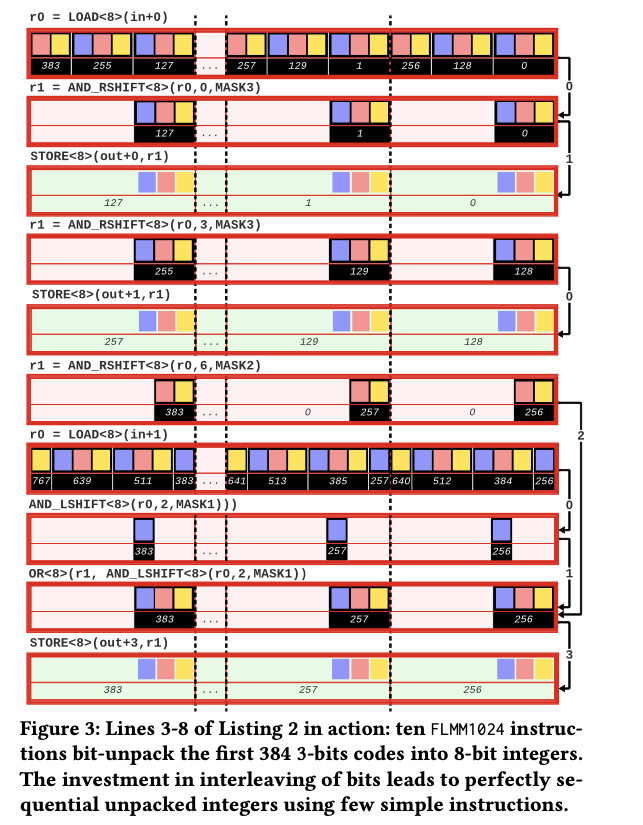 r0 = LOAD<8>(in+0)
383 255 127 ... 257 129 1 256 128 0
0
r1 = AND_RSHIFT<8>(r0,0,MASK3)
127 ... 1 0
1
STORE<8>(out+0,r1)
127 ... 1 0
r1 = AND_RSHIFT<8>(r0,3,MASK3)
255 ... 129 128
0
STORE<8>(out+1,r1)
257 ... 129 128
r1 = AND_RSHIFT<8>(r0,6,MASK2)
383 ... 0 257 0 256
2
r0 = LOAD<8>(in+1)
767 639 511 383 ... 641 513 385 257 640 512 384 256
0
AND_LSHIFT<8>(r0,2,MASK1)))
383 ... 257 256
1
OR<8>(r1, AND_LSHIFT<8>(r0,2,MASK1))
383 ... 257 256
3
STORE<8>(out+3,r1)
383 ... 257 256
Figure 3: Lines 3-8 of Listing 2 in action: ten FLMM1024 instruc-
tions bit-unpack the first 384 3-bits codes into 8-bit integers.
The investment in interleaving of bits leads to perfectly se-
quential unpacked integers using few simple instructions.